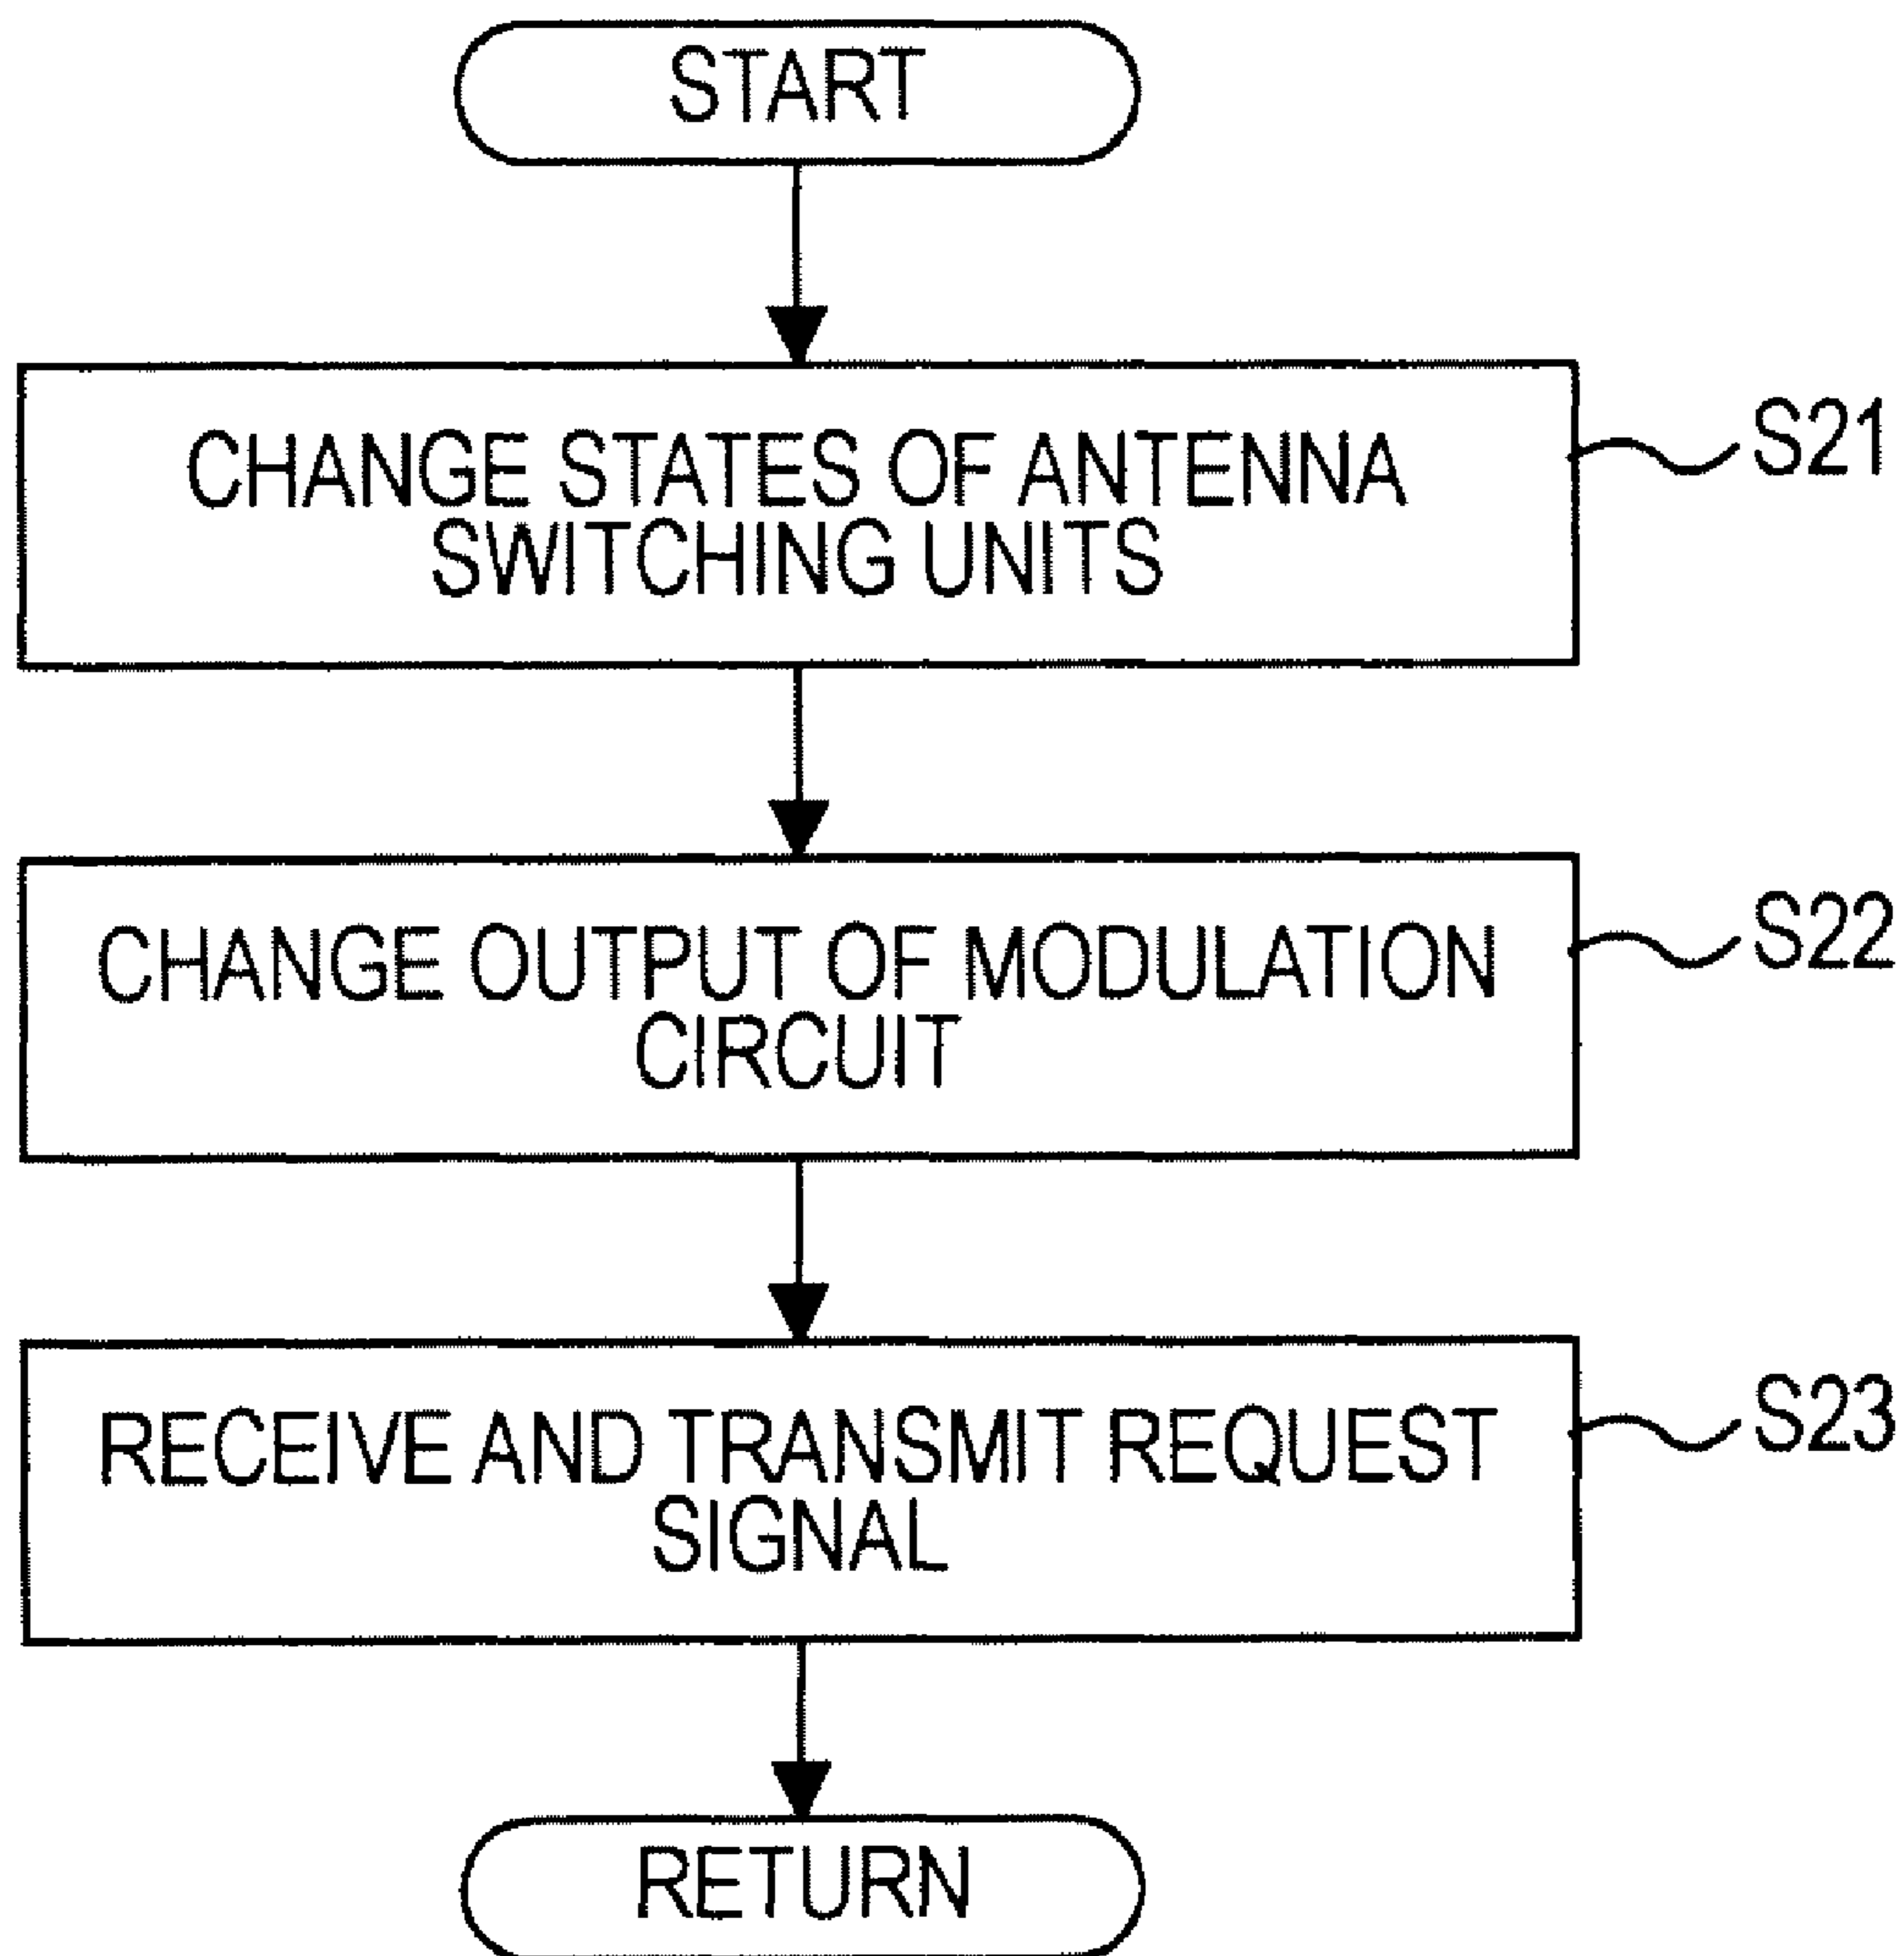 START
CHANGE STATES OF ANTENNA
SWITCHING UNITS
S21
CHANGE OUTPUT OF MODULATION
CIRCUIT
S22
RECEIVE AND TRANSMIT REQUEST
SIGNAL
S23
RETURN